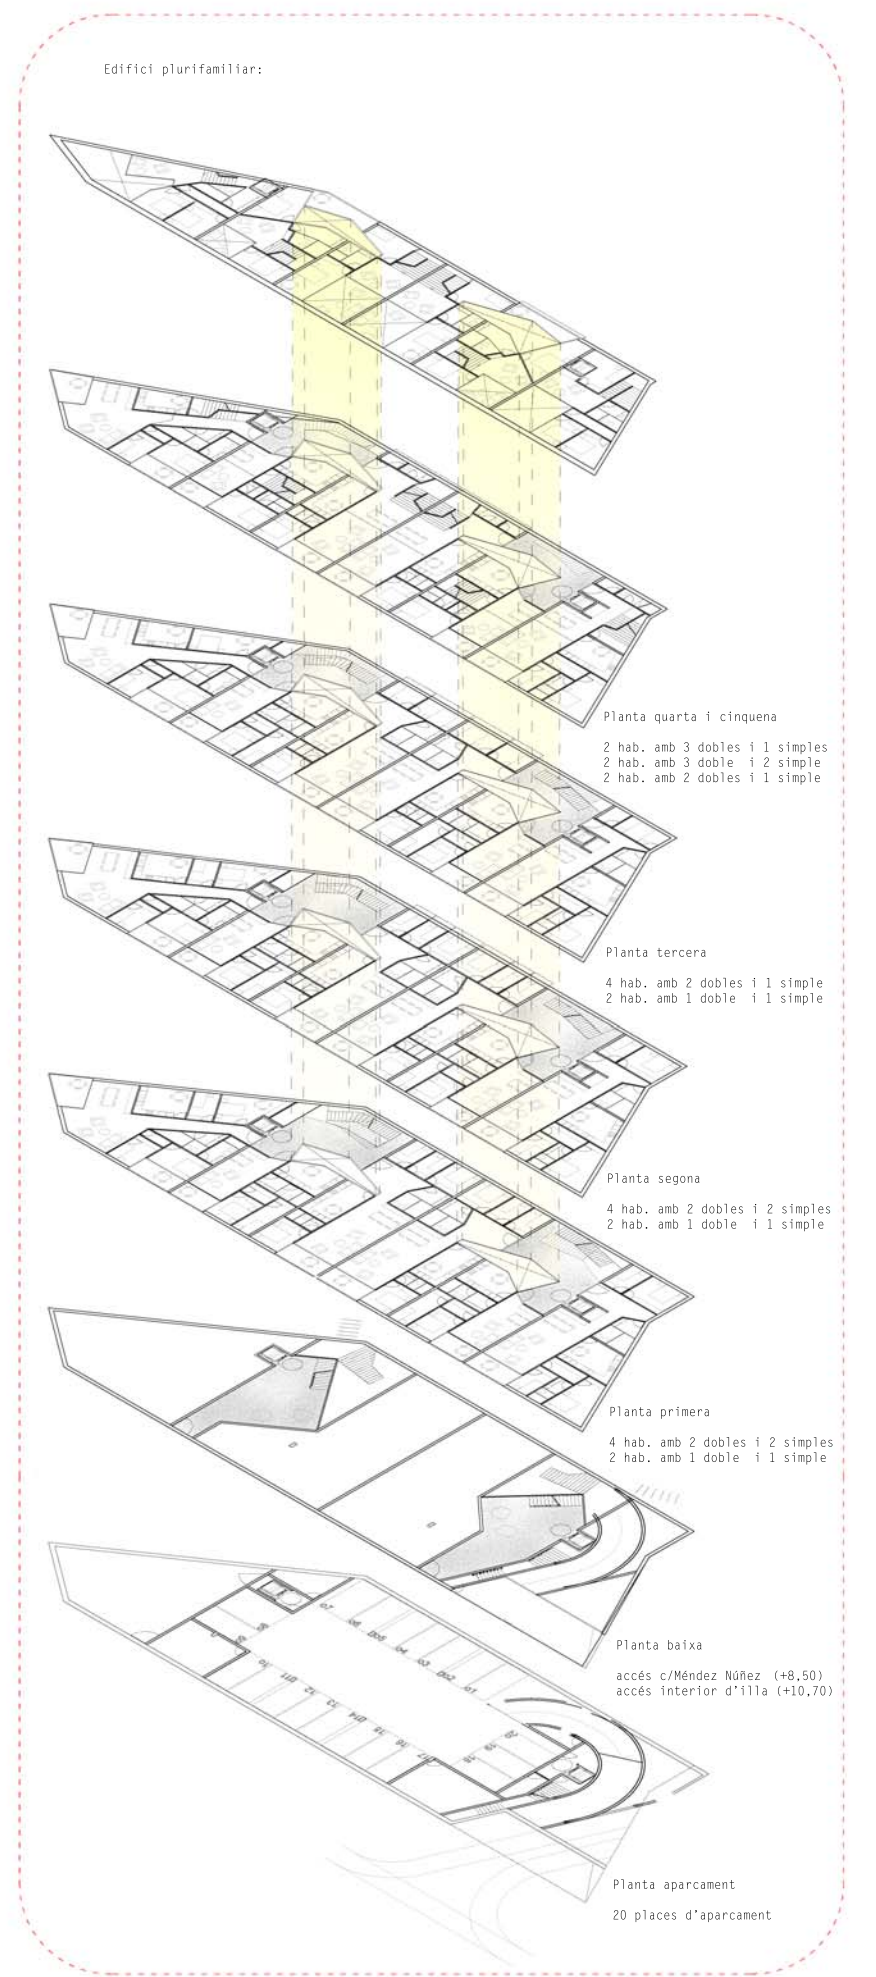 Edifici plurifamiliar:
Planta quarta i cinquena
2 hab. amb 3 dobles i 1 simples
2 hab. amb 3 doble  i 2 simple
2 hab. amb 2 dobles i 1 simple
Planta tercera
4 hab. amb 2 dobles i 1 simple
2 hab. amb 1 doble  i 1 simple
Planta segona
4 hab. amb 2 dobles i 2 simples
2 hab. amb 1 doble  i 1 simple
Planta primera
4 hab. amb 2 dobles i 2 simples
2 hab. amb 1 doble  i 1 simple
Planta baixa
accés c/Méndez Núñez (+8,50)
accés interior d'illa (+10,70)
Planta aparcament
20 places d'aparcament